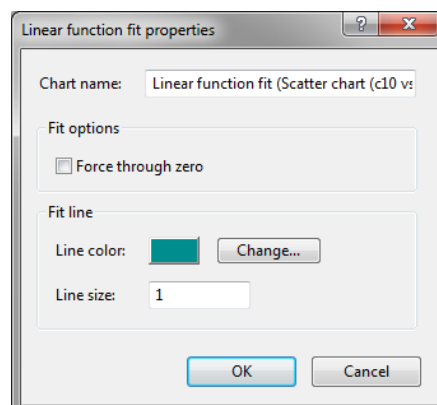 Linear function fit properties
?
Chart name: Linear function fit (Scatter chart (c10 vs
Fit options
Force through zero
Fit line
Line color: Change...
Line size: 1
OK Cancel